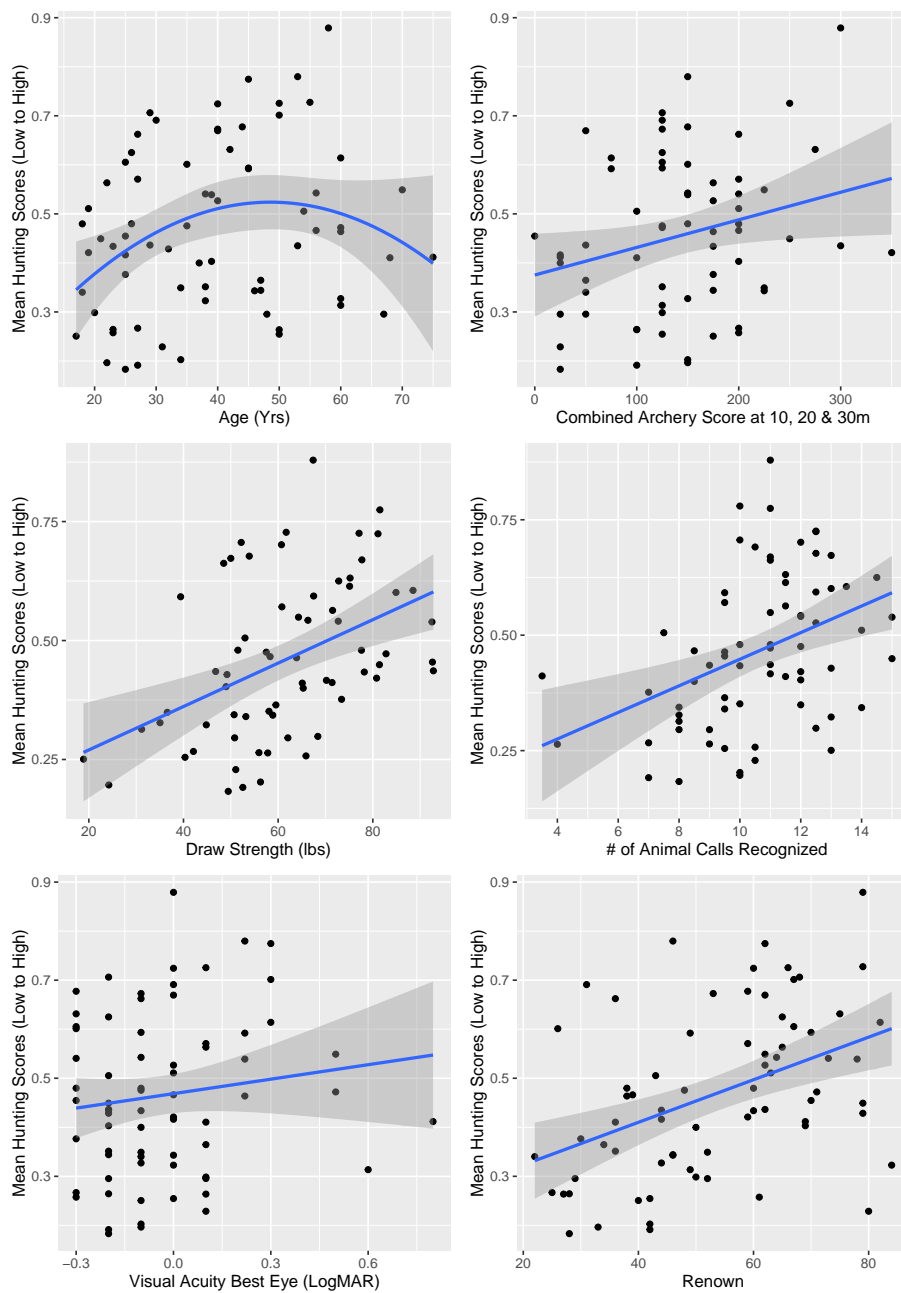 Mean Hunting Scores (Low to High)
0.9
0.7
0.5
0.3
20 30 40 50 60 70
Age (Yrs)
Mean Hunting Scores (Low to High)
0.9
0.7
0.5
0.3
0 100 200 300
Combined Archery Score at 10, 20 & 30m
Mean Hunting Scores (Low to High)
0.75
0.50
0.25
20 40 60 80
Draw Strength (lbs)
Mean Hunting Scores (Low to High)
0.75
0.50
0.25
4 6 8 10 12 14
# of Animal Calls Recognized
Mean Hunting Scores (Low to High)
0.9
0.7
0.5
0.3
−0.3 0.0 0.3 0.6
Visual Acuity Best Eye (LogMAR)
Mean Hunting Scores (Low to High)
0.9
0.7
0.5
0.3
20 40 60 80
Renown